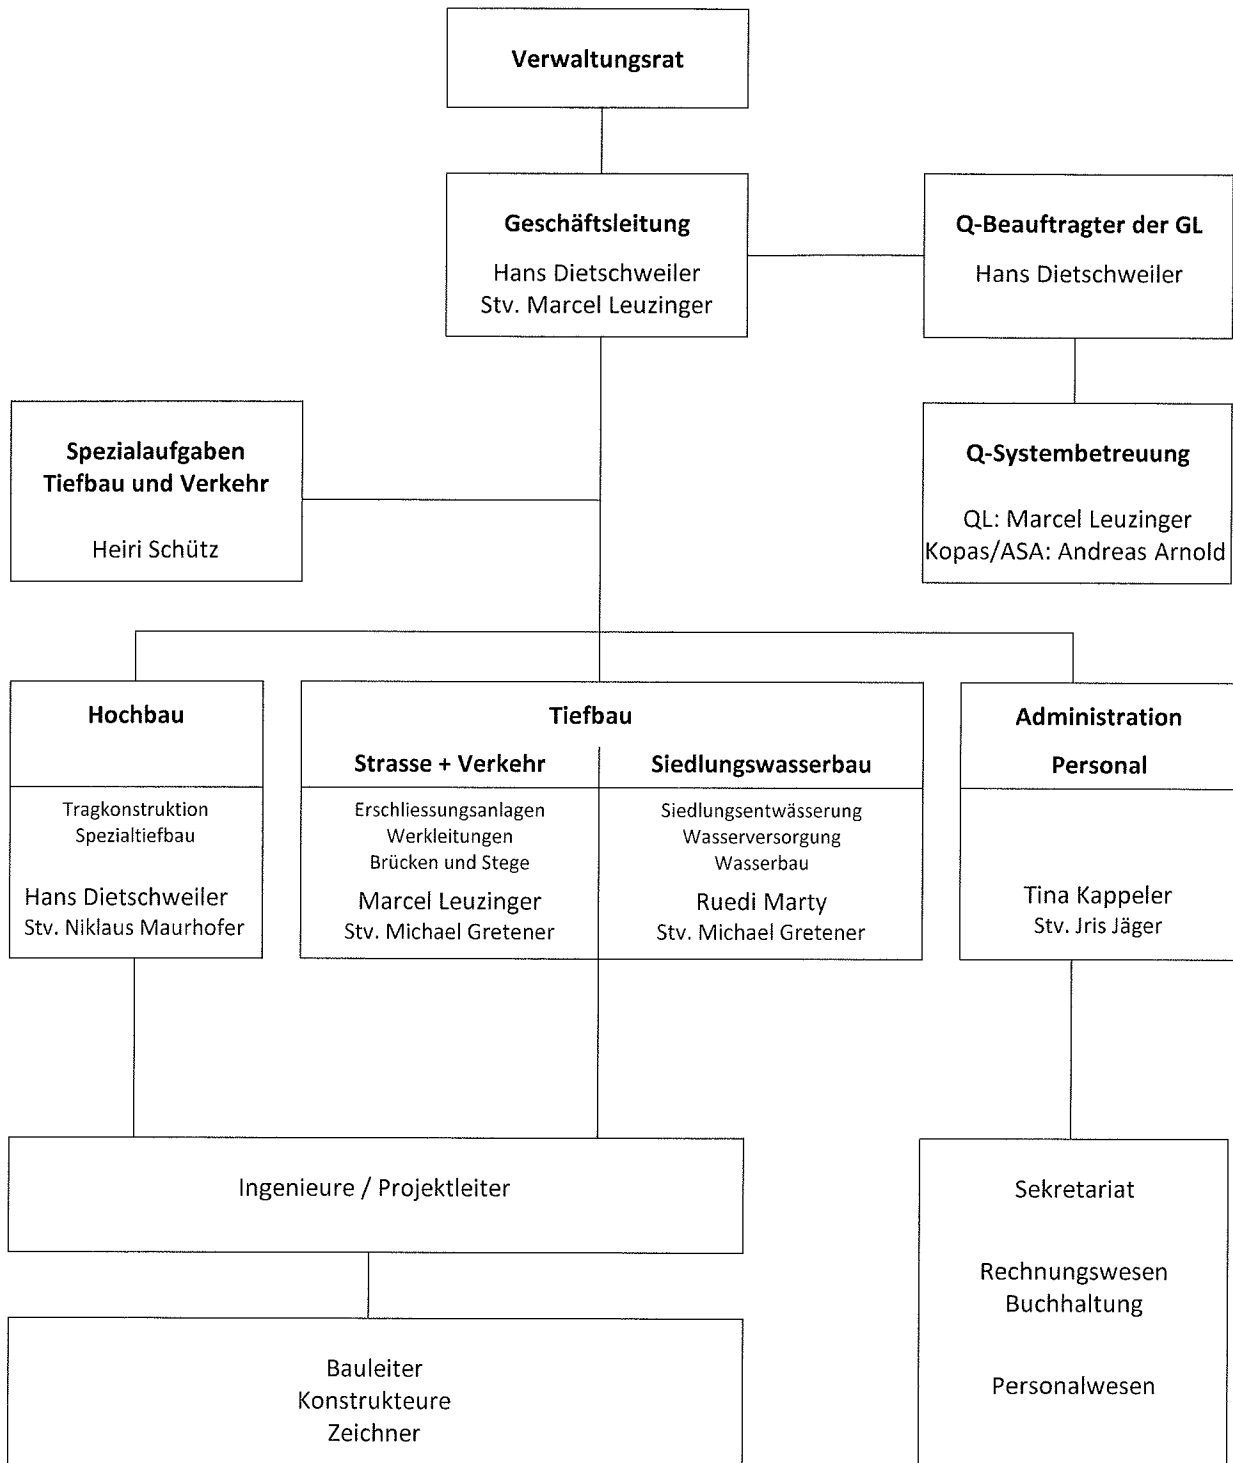 Verwaltungsrat
Geschäftsleitung
Hans Dietschweiler
Stv. Marcel Leuzinger
Q-Beauftragter der GL
Hans Dietschweiler
Spezialaufgaben
Tiefbau und Verkehr
Heiri Schütz
Q-Systembetreuung
QL: Marcel Leuzinger
Kopas/ASA: Andreas Arnold
Hochbau
Tragkonstruktion
Spezialtiefbau
Hans Dietschweiler
Stv. Niklaus Maurhofer
Tiefbau
Strasse + Verkehr
Erschliessungsanlagen
Werkleitungen
Brücken und Stege
Marcel Leuzinger
Stv. Michael Gretener
Siedlungswasserbau
Siedlungsentwässerung
Wasserversorgung
Wasserbau
Ruedi Marty
Stv. Michael Gretener
Administration
Personal
Tina Kappeler
Stv. Jris Jäger
Ingenieure / Projektleiter
Bauleiter
Konstrukteure
Zeichner
Sekretariat
Rechnungswesen
Buchhaltung
Personalwesen